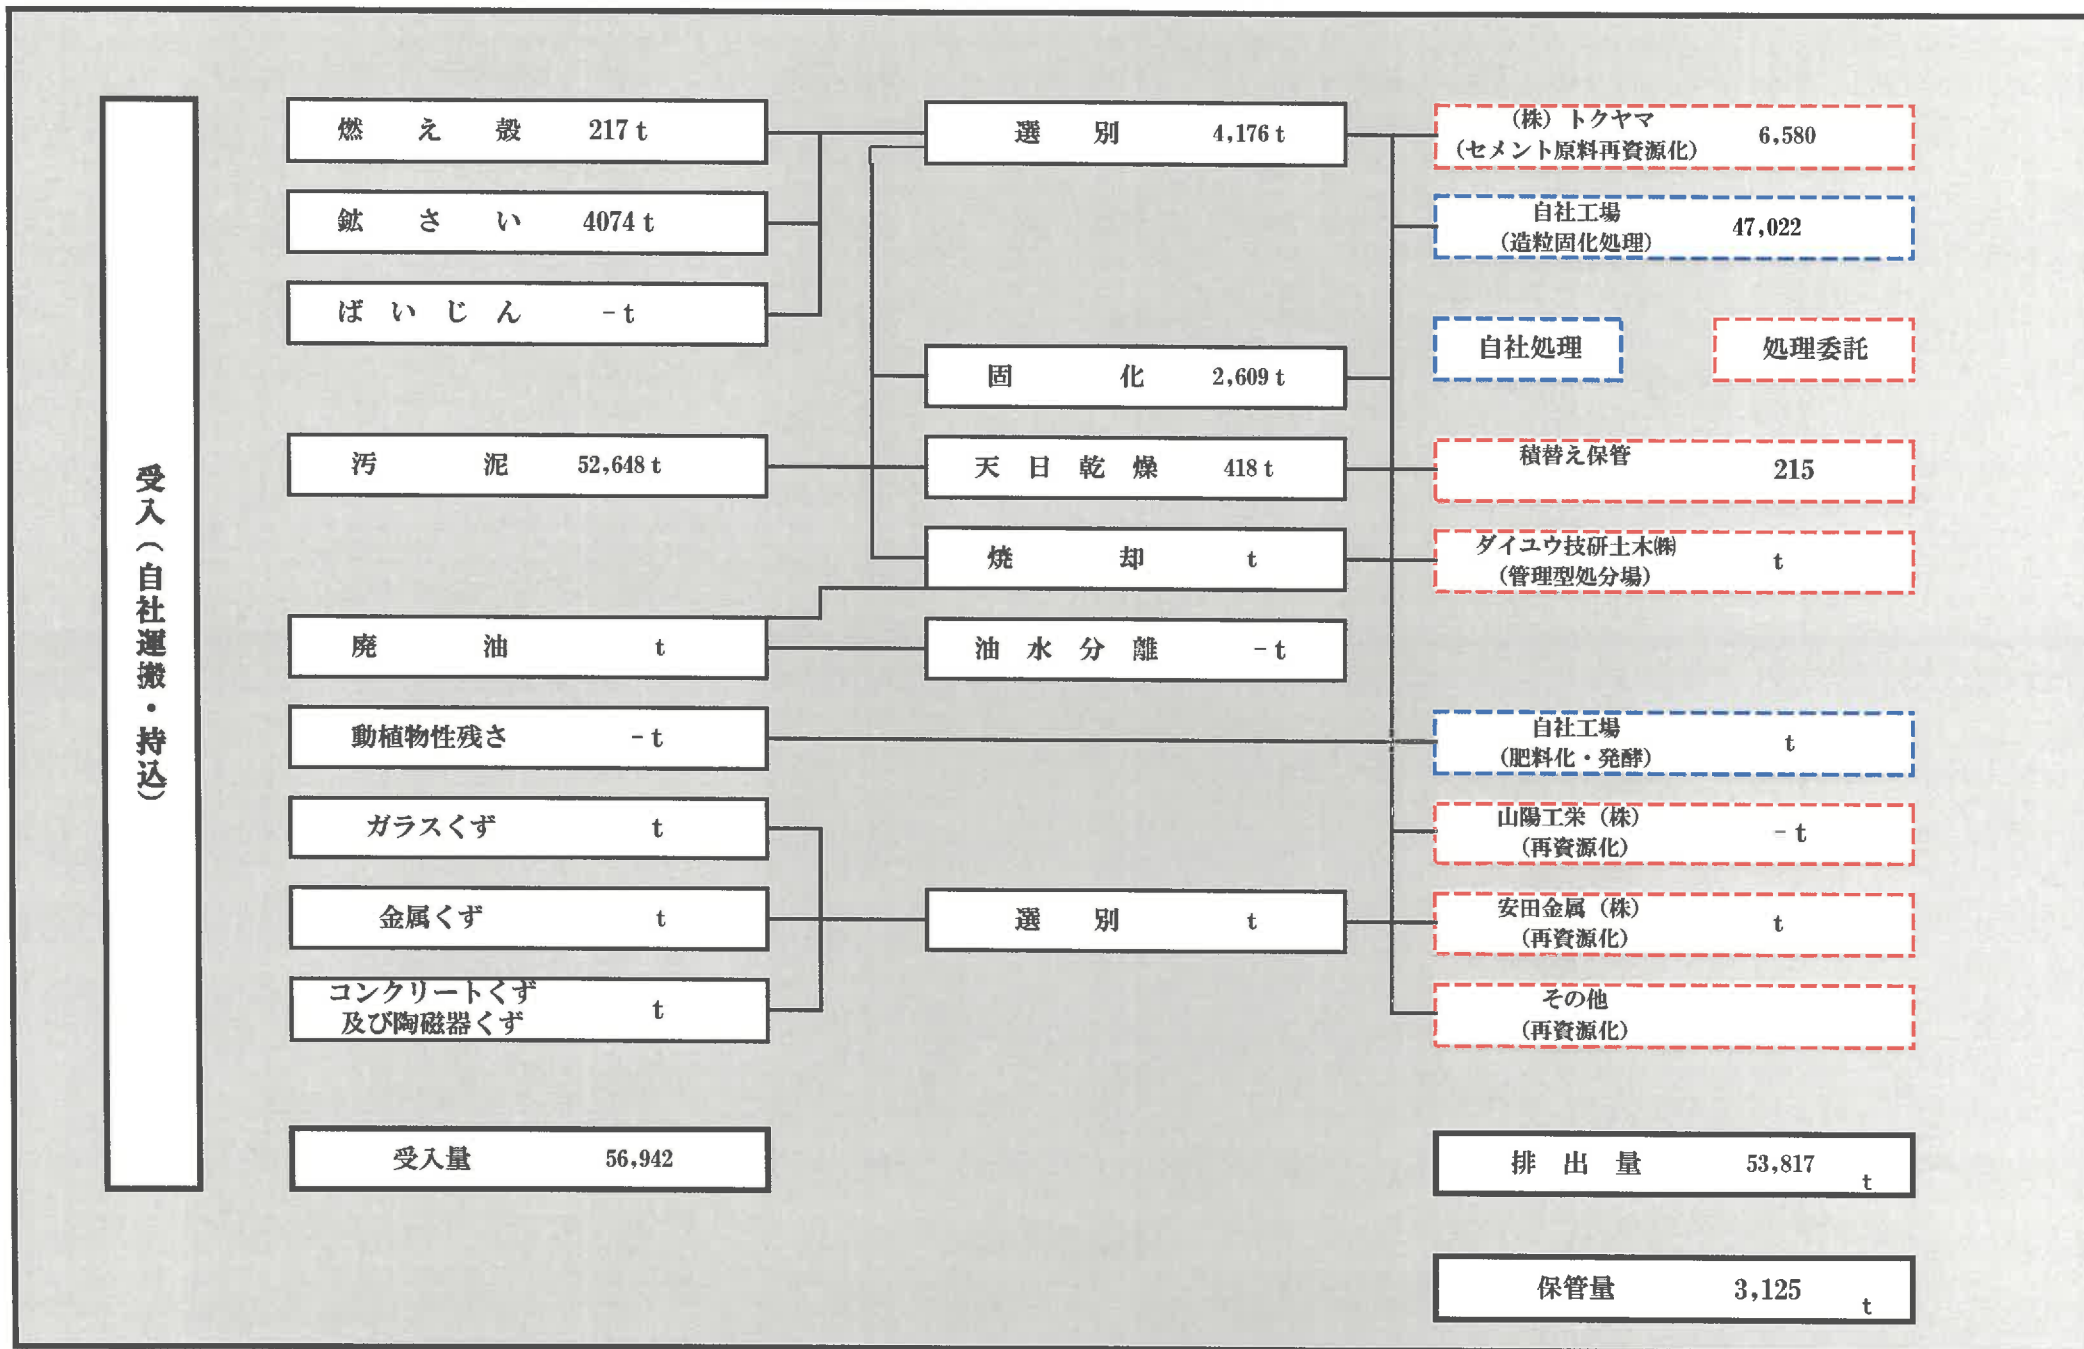 受入（自社運搬・持込）
燃え殻 217 t
鉱さい 4074 t
ばいじん － t
汚泥 52,648 t
廃油 t
動植物性残さ － t
ガラスくず t
金属くず t
コンクリートくず
及び陶磁器くず t
受入量 56,942
選別 4,176 t
固化 2,609 t
天日乾燥 418 t
焼却 t
油水分離 － t
選別 t
（株）トクヤマ
（セメント原料再資源化） 6,580
自社工場
（造粒固化処理） 47,022
自社処理
処理委託
積替え保管 215
ダイユウ技研土木㈱
（管理型処分場） t
自社工場
（肥料化・発酵） t
山陽工栄（株）
（再資源化） － t
安田金属（株）
（再資源化） t
その他
（再資源化）
排出量 53,817 t
保管量 3,125 t